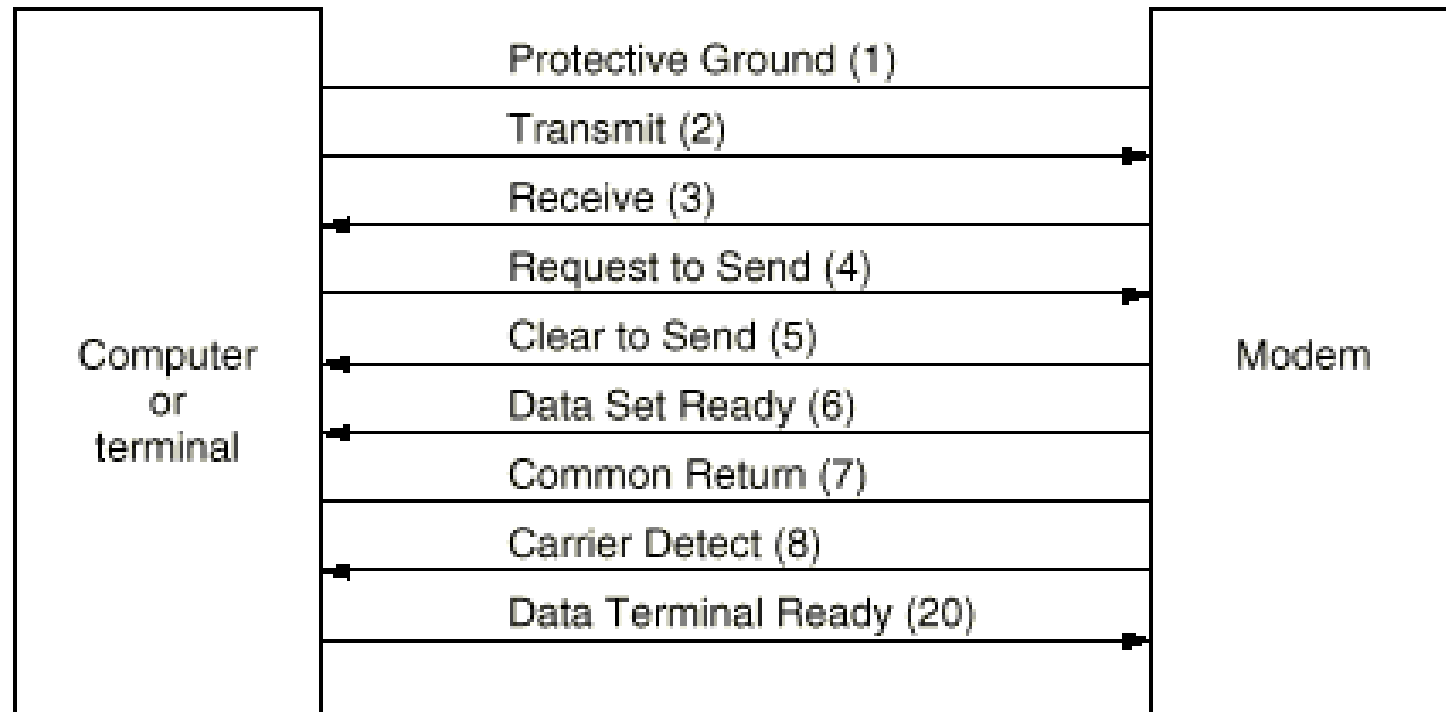 Protective Ground (1)
Transmit (2)
Receive (3)
Request to Send (4)
Clear to Send (5)
Data Set Ready (6)
Common Return (7)
Carrier Detect (8)
Data Terminal Ready (20)
Computer
or
terminal
Modem